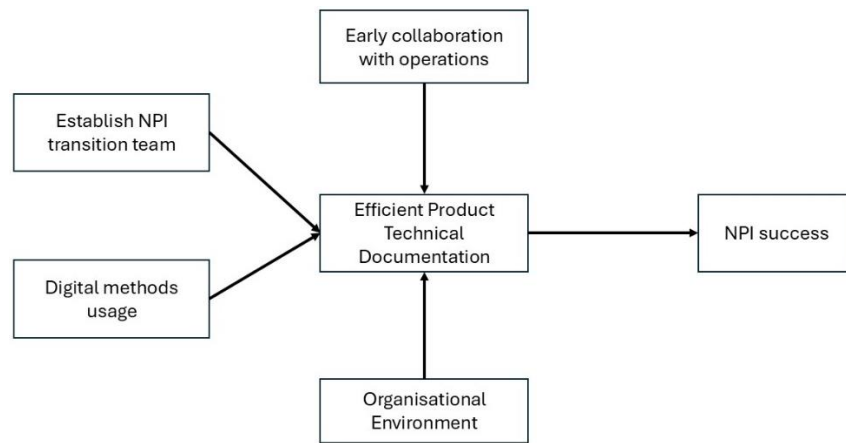 Early collaboration
with operations
Establish NPI
transition team
Efficient Product
Technical
Documentation
NPI success
Digital methods
usage
Organisational
Environment